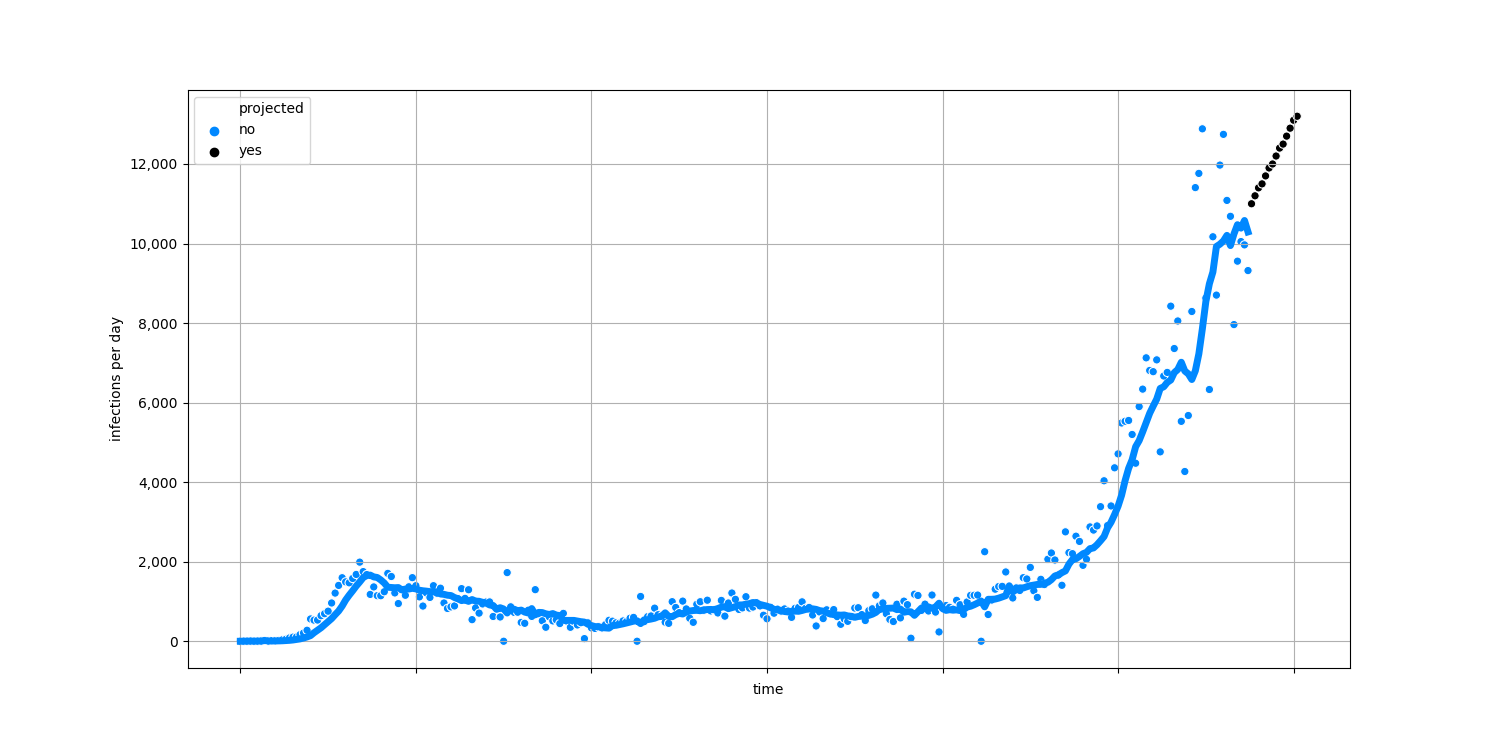 projected
no
yes
12,000
10,000
8,000
6,000
4,000
2,000
0
infections per day
time